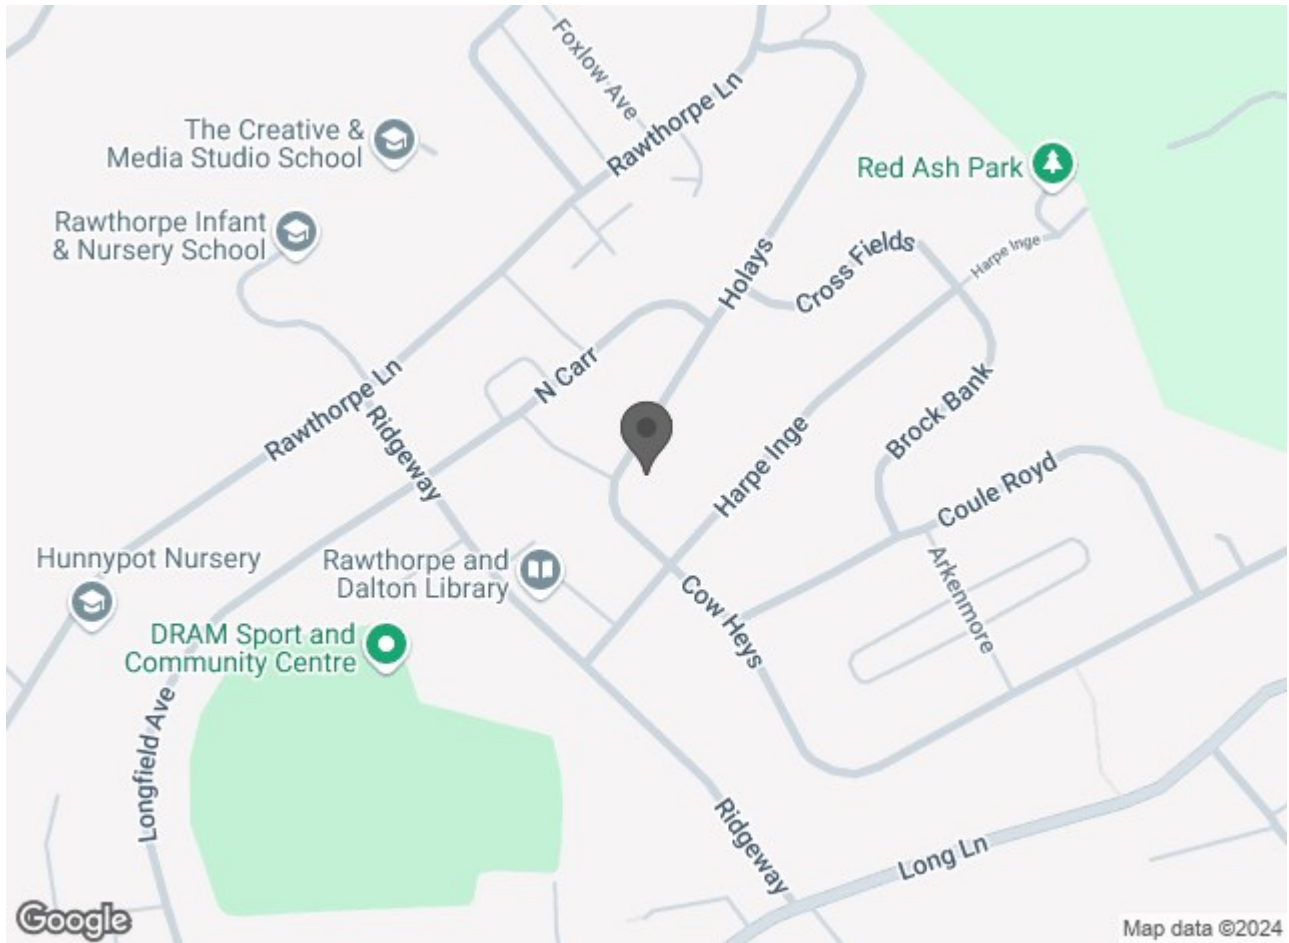 Foxlow Ave
Rawthorpe Ln
The Creative &
Media Studio School
Red Ash Park
Rawthorpe Infant
& Nursery School
Holays
Cross Fields
Harpe Inge
N Carr
Rawthorpe Ln
Ridgeway
Brock Bank
Harpe Inge
Coule Royd
Hunnypot Nursery
Rawthorpe and
Dalton Library
Arkenmore
Cow Heys
DRAM Sport and
Community Centre
Longfield Ave
Ridgeway
Long Ln
Google
Map data ©2024